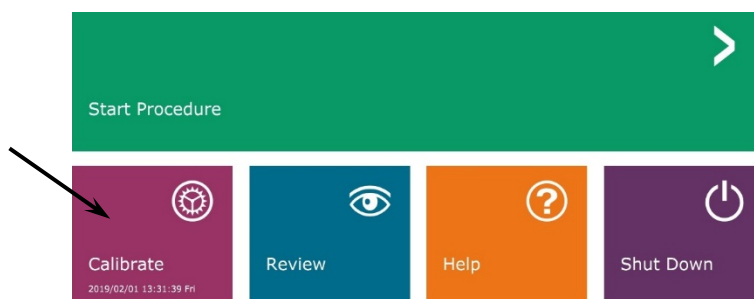 Start Procedure
Calibrate
2019/02/01 13:31:39 Fri
Review
Help
Shut Down